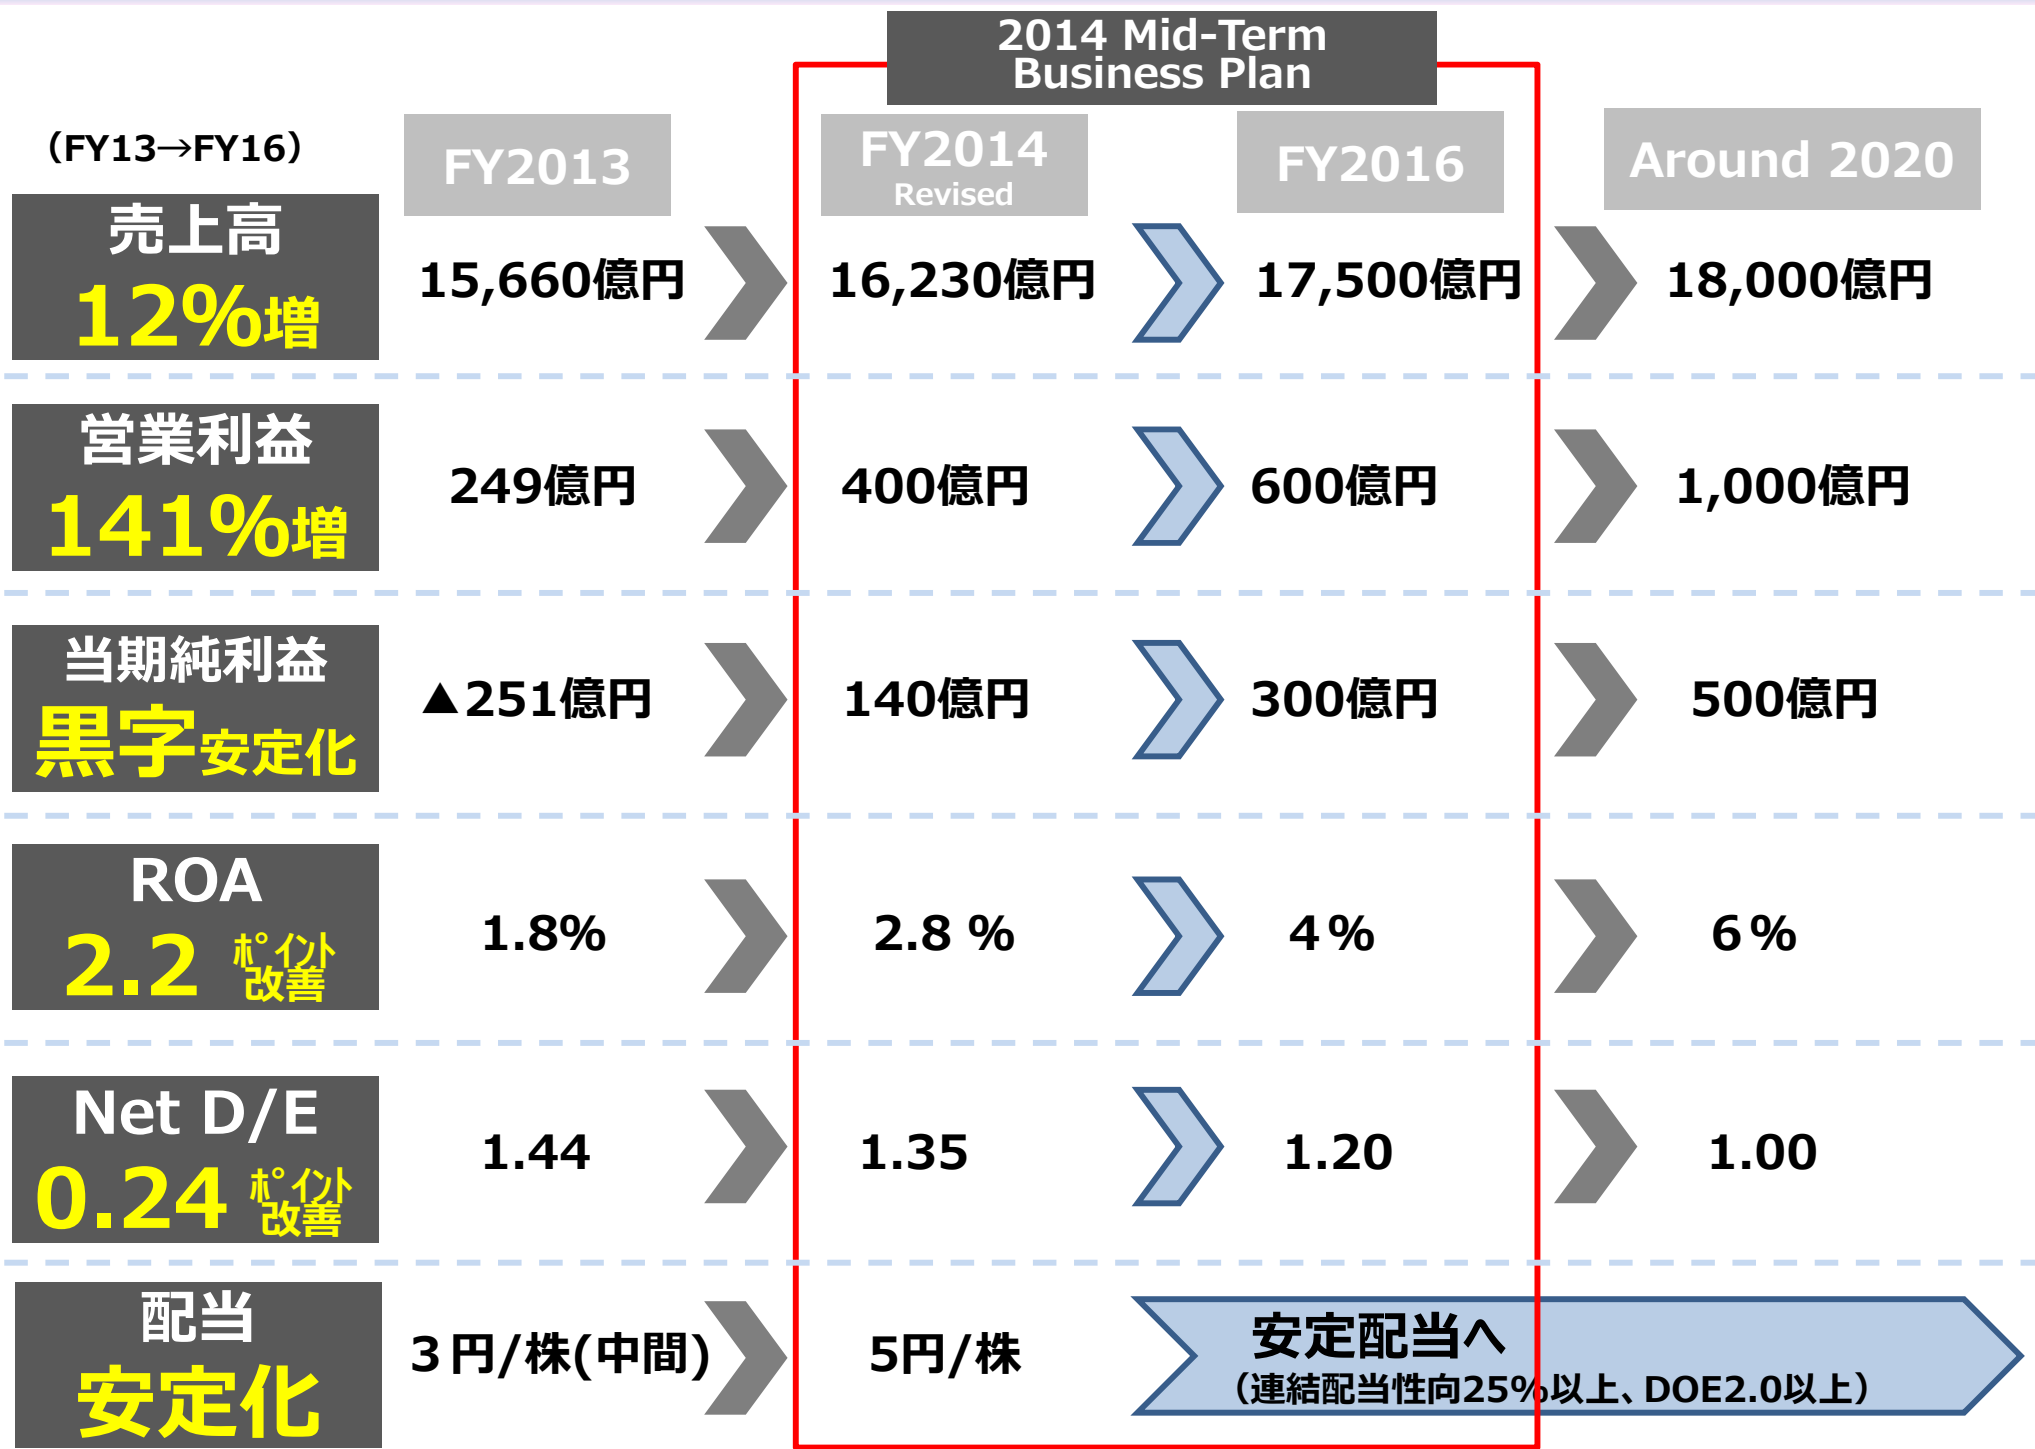 2014 Mid-Term
Business Plan
（FY13→FY16）
FY2013
FY2014
Revised
FY2016
Around 2020
売上高
12%増
15,660億円
16,230億円
17,500億円
18,000億円
営業利益
141%増
249億円
400億円
600億円
1,000億円
当期純利益
黒字安定化
▲251億円
140億円
300億円
500億円
ROA
2.2 ﾎﾟｲﾝﾄ
改善
1.8%
2.8 %
4％
6％
Net D/E
0.24 ﾎﾟｲﾝﾄ
改善
1.44
1.35
1.20
1.00
配当
安定化
３円/株(中間)
5円/株
安定配当へ
（連結配当性向25%以上、DOE2.0以上）